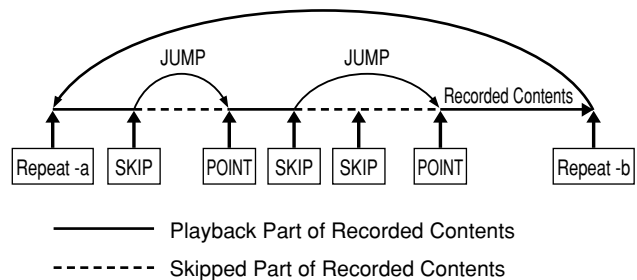 JUMP JUMP
Recorded Contents
Repeat -a SKIP POINT SKIP SKIP POINT Repeat -b
Playback Part of Recorded Contents
Skipped Part of Recorded Contents